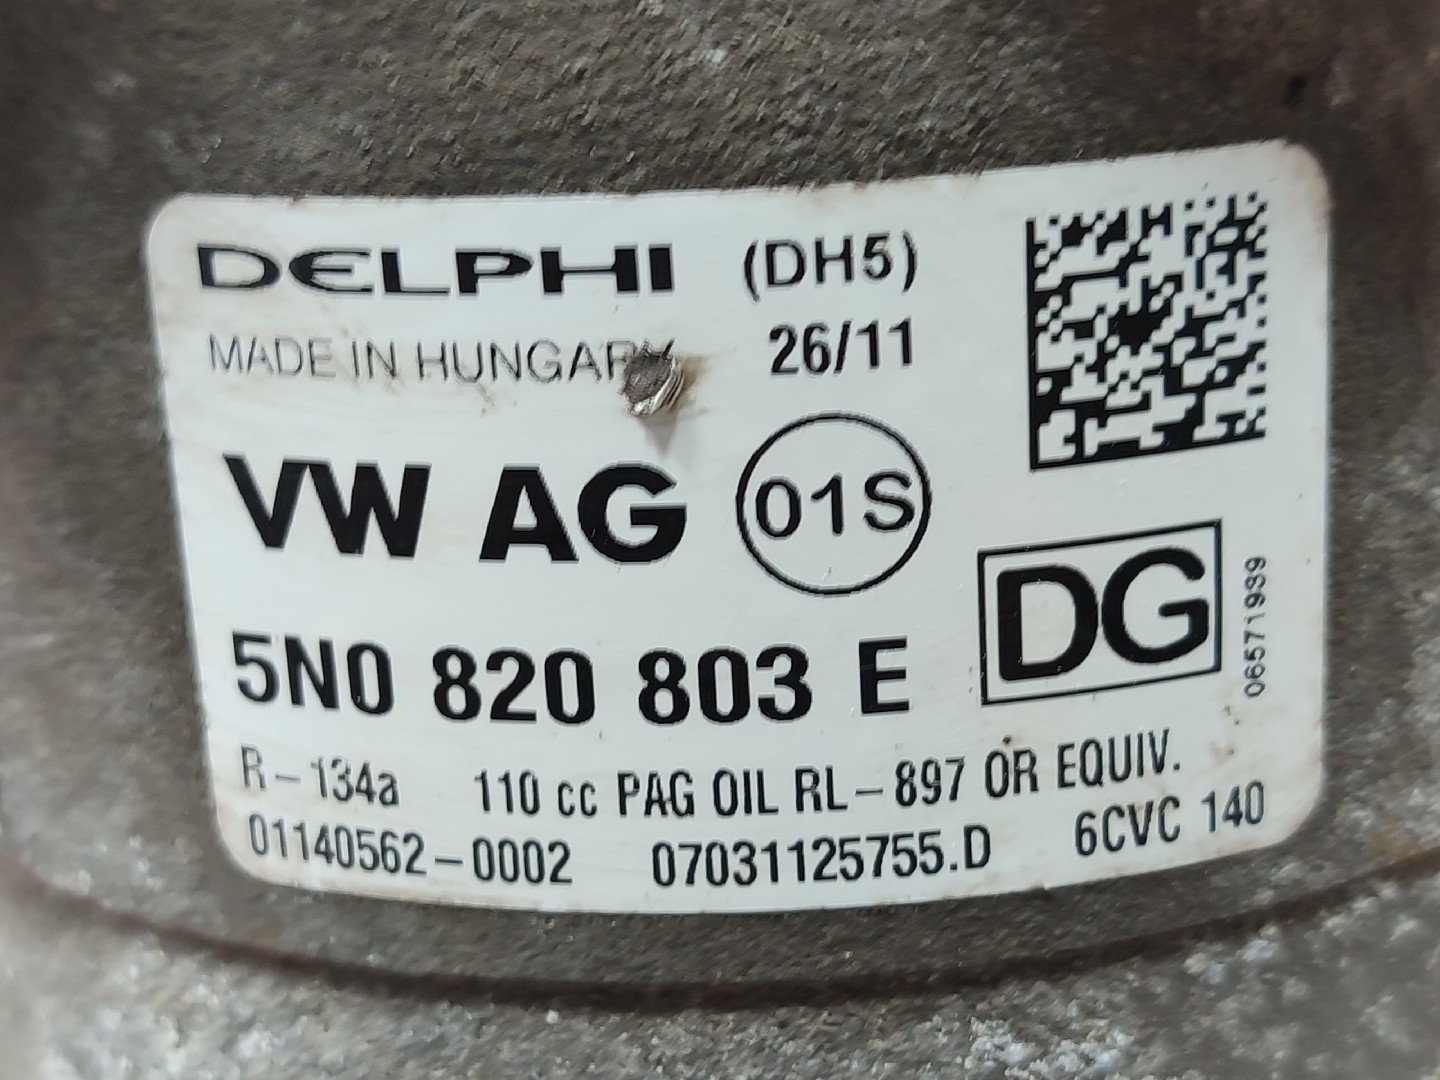 DELPHI (DH5)
MADE IN HUNGARY 26/11
VW AG 01S
DG
5N0 820 803 E
06571939
R-134a 110 cc PAG OIL RL-897 OR EQUIV.
01140562-0002 07031125755.D 6CVC 140